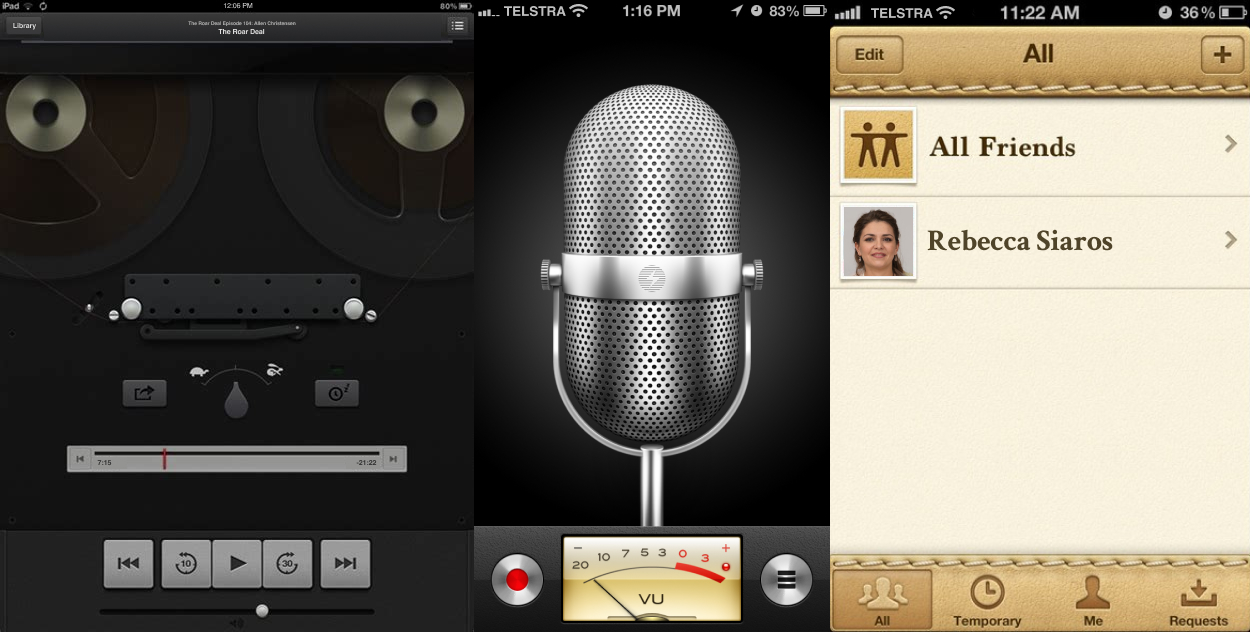 iPad 12:06 PM 80%
Library
The Roar Deal Episode 104: Allen Christensen
The Roar Deal
7:15
-21:22
10
30
TELSTRA 1:16 PM 83%
− 20 10 7 5 3 0 3 +
VU
TELSTRA 11:22 AM 36%
Edit All +
All Friends
Rebecca Siaros
All Temporary Me Requests